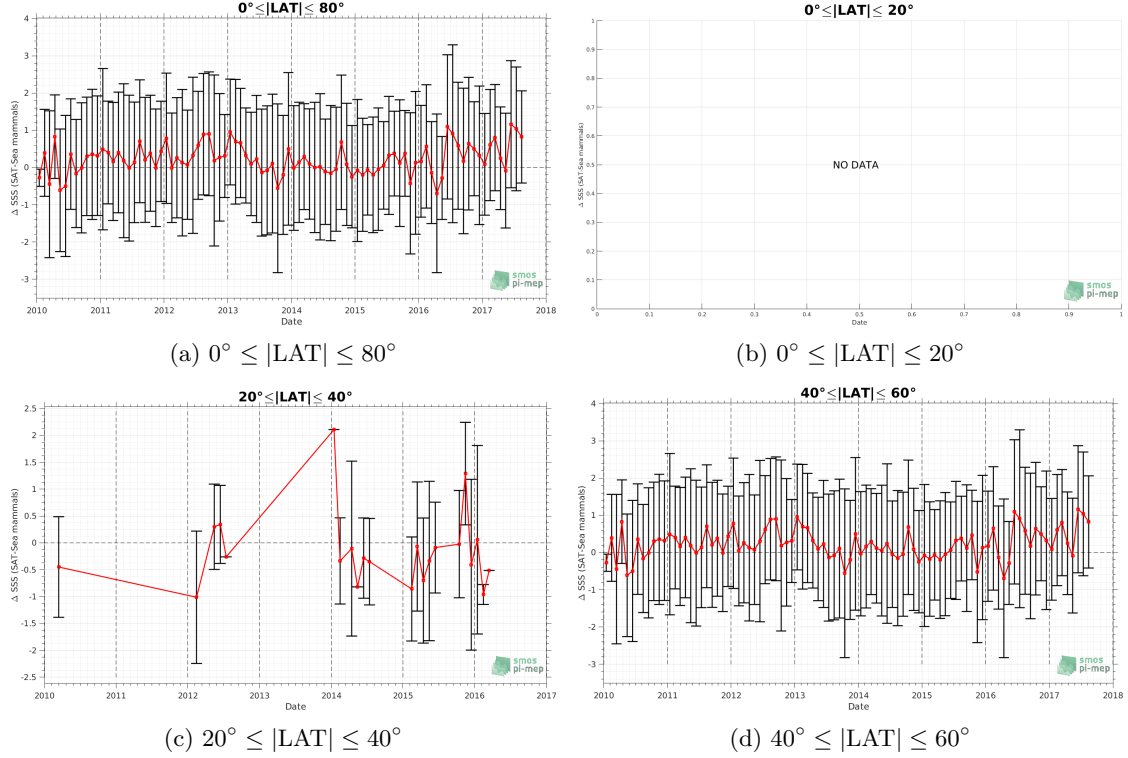 0°≤|LAT|≤ 80°
Δ SSS (SAT-Sea mammals)
4
3
2
1
0
-1
-2
-3
2010 2011 2012 2013 2014 2015 2016 2017 2018
Date
smos
pi-mep
(a) 0° ≤ |LAT| ≤ 80°
0°≤|LAT|≤ 20°
Δ SSS (SAT-Sea mammals)
1
0.9
0.8
0.7
0.6
0.5
0.4
0.3
0.2
0.1
0
NO DATA
0 0.1 0.2 0.3 0.4 0.5 0.6 0.7 0.8 0.9 1
Date
smos
pi-mep
(b) 0° ≤ |LAT| ≤ 20°
20°≤|LAT|≤ 40°
Δ SSS (SAT-Sea mammals)
2.5
2
1.5
1
0.5
0
-0.5
-1
-1.5
-2
-2.5
2010 2011 2012 2013 2014 2015 2016 2017
Date
smos
pi-mep
(c) 20° ≤ |LAT| ≤ 40°
40°≤|LAT|≤ 60°
Δ SSS (SAT-Sea mammals)
4
3
2
1
0
-1
-2
-3
2010 2011 2012 2013 2014 2015 2016 2017 2018
Date
smos
pi-mep
(d) 40° ≤ |LAT| ≤ 60°